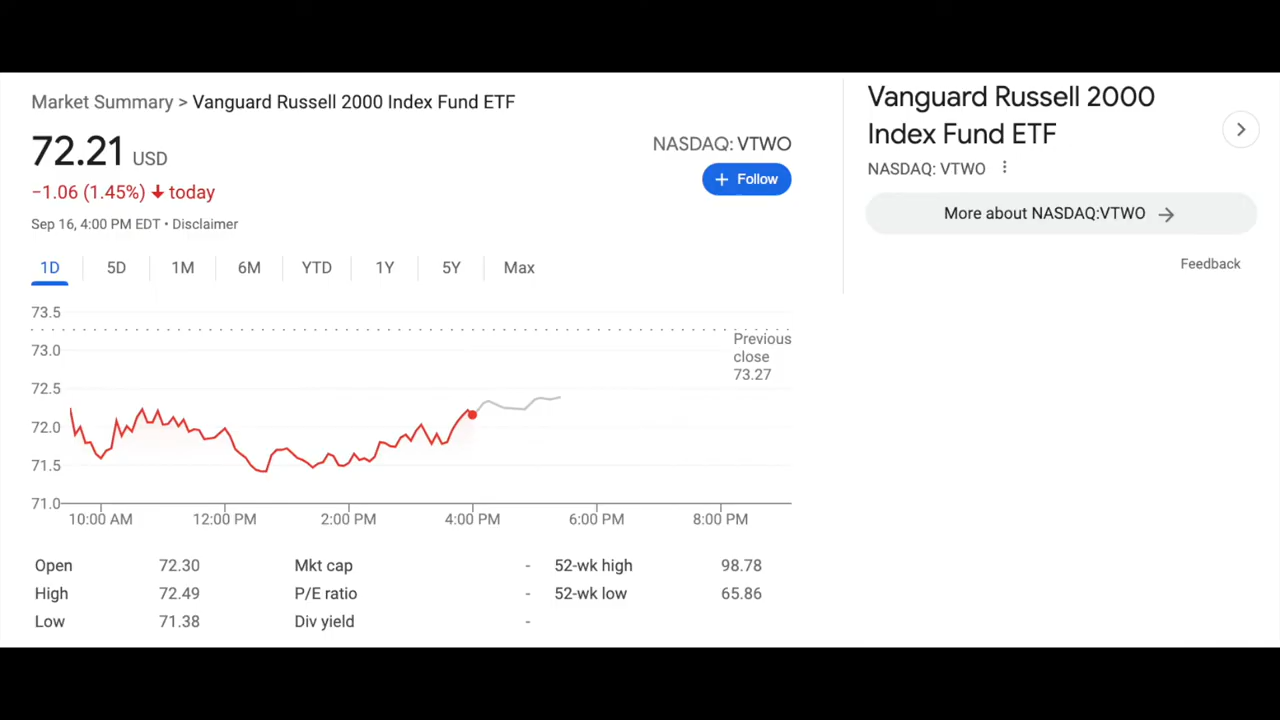 Market Summary > Vanguard Russell 2000 Index Fund ETF
72.21 USD
−1.06 (1.45%) ↓ today
Sep 16, 4:00 PM EDT • Disclaimer
NASDAQ: VTWO
+ Follow
1D 5D 1M 6M YTD 1Y 5Y Max
73.5
73.0
72.5
72.0
71.5
71.0
Previous
close
73.27
10:00 AM 12:00 PM 2:00 PM 4:00 PM 6:00 PM 8:00 PM
Open 72.30 Mkt cap - 52-wk high 98.78
High 72.49 P/E ratio - 52-wk low 65.86
Low 71.38 Div yield -
Vanguard Russell 2000
Index Fund ETF
NASDAQ: VTWO
More about NASDAQ:VTWO →
Feedback